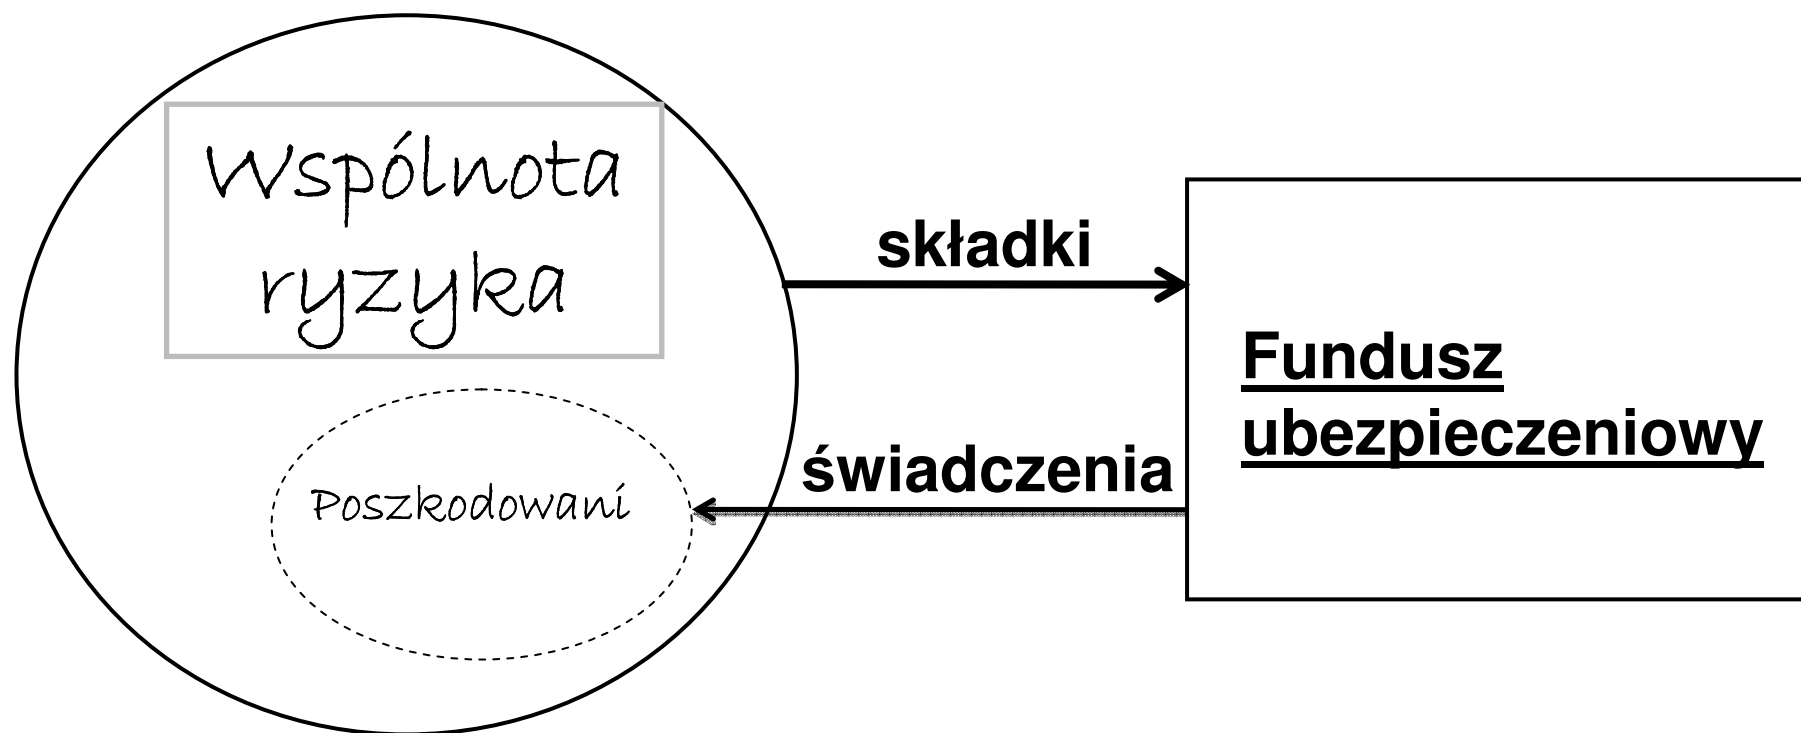 Wspólnota
ryzyka
składki
Fundusz
ubezpieczeniowy
świadczenia
Poszkodowani